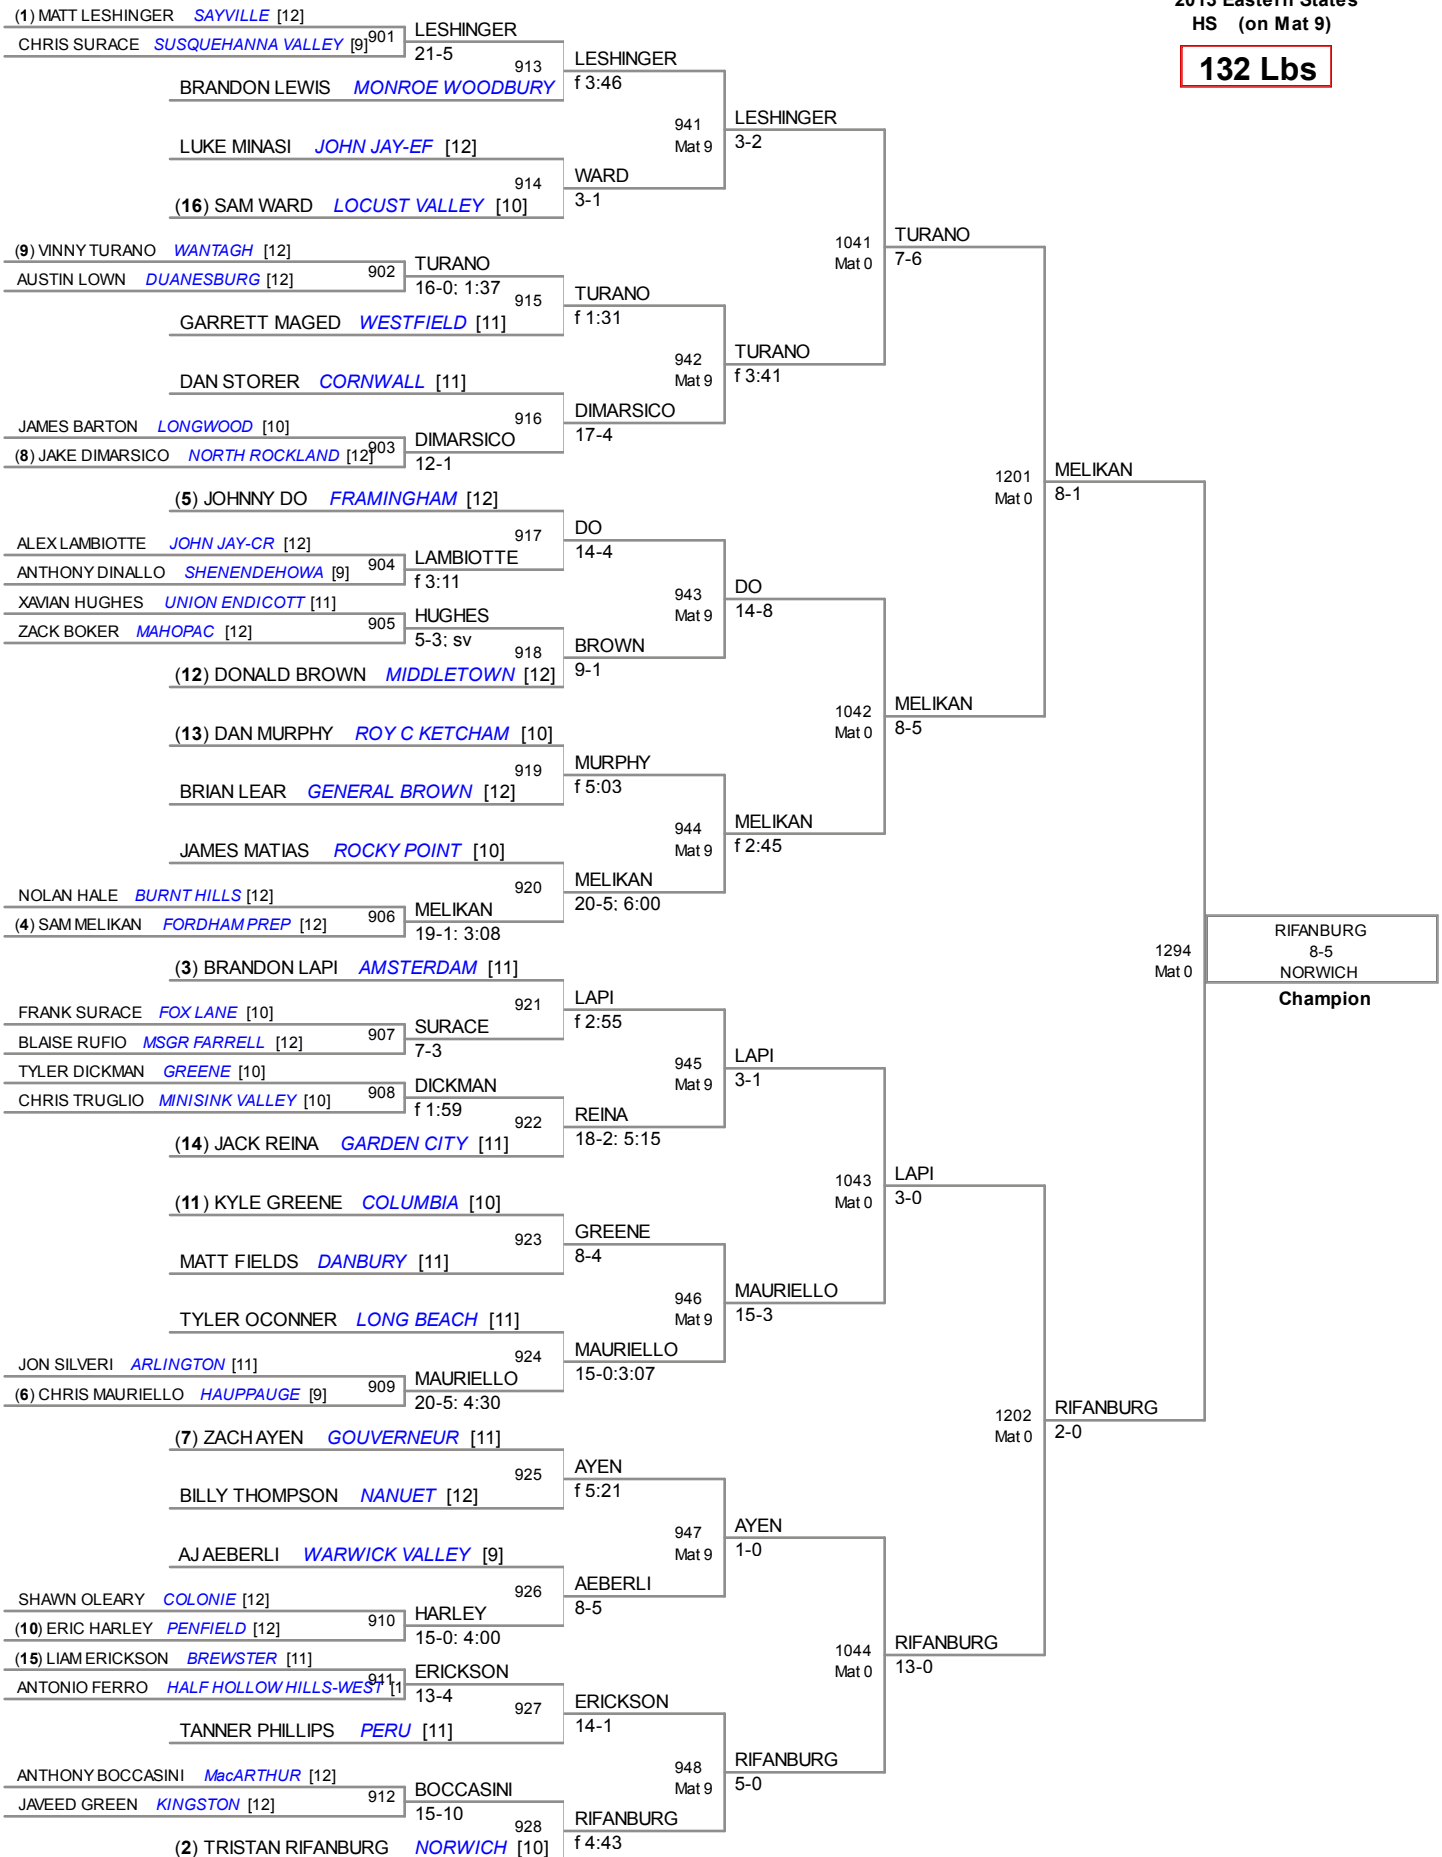 2013 Eastern States
HS (on Mat 9)
132 Lbs
(1) MATT LESHINGER SAYVILLE [12]
CHRIS SURACE SUSQUEHANNA VALLEY [9]
901
LESHINGER
21-5
BRANDON LEWIS MONROE WOODBURY
913
LESHINGER
f 3:46
LUKE MINASI JOHN JAY-EF [12]
(16) SAM WARD LOCUST VALLEY [10]
914
WARD
3-1
941
Mat 9
LESHINGER
3-2
(9) VINNY TURANO WANTAGH [12]
AUSTIN LOWN DUANESBURG [12]
902
TURANO
16-0; 1:37
GARRETT MAGED WESTFIELD [11]
915
TURANO
f 1:31
DAN STORER CORNWALL [11]
JAMES BARTON LONGWOOD [10]
(8) JAKE DIMARSICO NORTH ROCKLAND [12]
903
DIMARSICO
12-1
916
DIMARSICO
17-4
942
Mat 9
TURANO
f 3:41
1041
Mat 0
TURANO
7-6
(5) JOHNNY DO FRAMINGHAM [12]
ALEX LAMBIOTTE JOHN JAY-CR [12]
ANTHONY DINALLO SHENENDEHOWA [9]
904
LAMBIOTTE
f 3:11
917
DO
14-4
XAVIAN HUGHES UNION ENDICOTT [11]
ZACK BOKER MAHOPAC [12]
905
HUGHES
5-3; sv
(12) DONALD BROWN MIDDLETOWN [12]
918
BROWN
9-1
943
Mat 9
DO
14-8
(13) DAN MURPHY ROY C KETCHAM [10]
BRIAN LEAR GENERAL BROWN [12]
919
MURPHY
f 5:03
JAMES MATIAS ROCKY POINT [10]
NOLAN HALE BURNT HILLS [12]
(4) SAM MELIKAN FORDHAM PREP [12]
906
MELIKAN
19-1; 3:08
920
MELIKAN
20-5; 6:00
944
Mat 9
MELIKAN
f 2:45
1042
Mat 0
MELIKAN
8-5
1201
Mat 0
MELIKAN
8-1
(3) BRANDON LAPI AMSTERDAM [11]
FRANK SURACE FOX LANE [10]
BLAISE RUFIO MSGR FARRELL [12]
907
SURACE
7-3
921
LAPI
f 2:55
TYLER DICKMAN GREENE [10]
CHRIS TRUGLIO MINISINK VALLEY [10]
908
DICKMAN
f 1:59
(14) JACK REINA GARDEN CITY [11]
922
REINA
18-2; 5:15
945
Mat 9
LAPI
3-1
(11) KYLE GREENE COLUMBIA [10]
MATT FIELDS DANBURY [11]
923
GREENE
8-4
TYLER OCONNER LONG BEACH [11]
JON SILVERI ARLINGTON [11]
(6) CHRIS MAURIELLO HAUPPAUGE [9]
909
MAURIELLO
20-5; 4:30
924
MAURIELLO
15-0:3:07
946
Mat 9
MAURIELLO
15-3
1043
Mat 0
LAPI
3-0
(7) ZACH AYEN GOUVERNEUR [11]
BILLY THOMPSON NANUET [12]
925
AYEN
f 5:21
AJ AEBERLI WARWICK VALLEY [9]
SHAWN OLEARY COLONIE [12]
(10) ERIC HARLEY PENFIELD [12]
910
HARLEY
15-0; 4:00
926
AEBERLI
8-5
947
Mat 9
AYEN
1-0
(15) LIAM ERICKSON BREWSTER [11]
ANTONIO FERRO HALF HOLLOW HILLS-WEST [1
911
ERICKSON
13-4
TANNER PHILLIPS PERU [11]
927
ERICKSON
14-1
ANTHONY BOCCASINI MacARTHUR [12]
JAVEED GREEN KINGSTON [12]
912
BOCCASINI
15-10
(2) TRISTAN RIFANBURG NORWICH [10]
928
RIFANBURG
f 4:43
948
Mat 9
RIFANBURG
5-0
1044
Mat 0
RIFANBURG
13-0
1202
Mat 0
RIFANBURG
2-0
1294
Mat 0
RIFANBURG
8-5
NORWICH
Champion